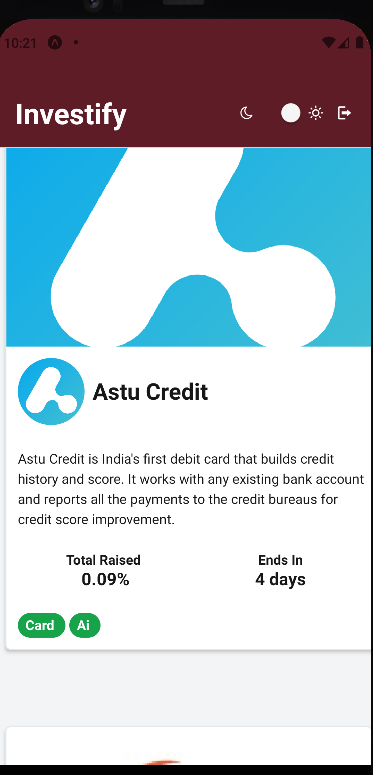 10:21
Investify
Astu Credit
Astu Credit is India's first debit card that builds credit
history and score. It works with any existing bank account
and reports all the payments to the credit bureaus for
credit score improvement.
Total Raised
0.09%
Ends In
4 days
Card
Ai